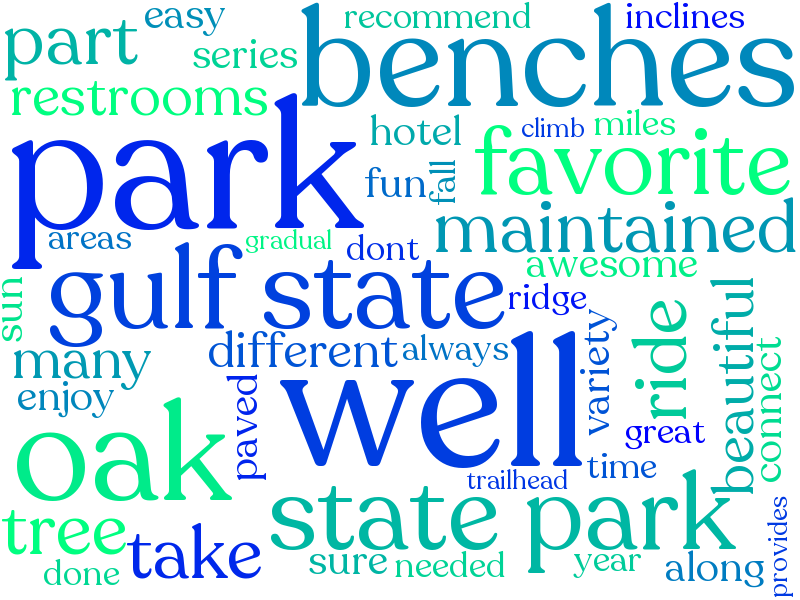 easy
recommend
inclines
part
series
benches
restrooms
hotel
climb
miles
park
fun
fall
favorite
areas
gradual
dont
maintained
awesome
sun
gulf state
ridge
many
different
always
variety
ride
beautiful
enjoy
paved
well
great
connect
oak
trailhead
time
tree
take
state park
provides
done
sure
needed
year
along